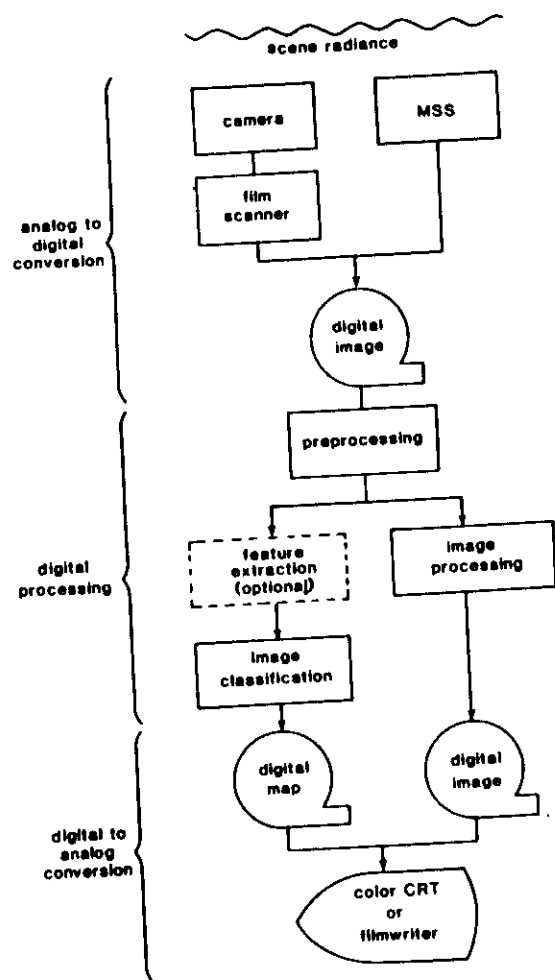 scene radiance
camera
MSS
film
scanner
analog to
digital
conversion
digital
image
preprocessing
feature
extraction
(optional)
image
processing
digital
processing
image
classification
digital
map
digital
image
digital to
analog
conversion
color CRT
or
filmwriter